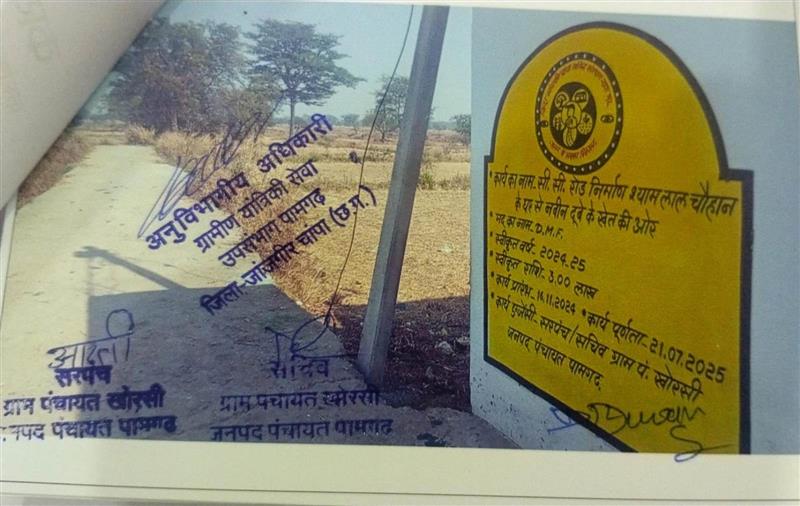 अनुविभागीय अधिकारी
ग्रामीण यांत्रिकी सेवा
उपसंभाग पामगढ़
जिला-जांजगीर चांपा (छ.ग.)
आरती
सरपंच
ग्राम पंचायत खोरसी
जनपद पंचायत पामगढ़
सचिव
ग्राम पंचायत खोरसी
जनपद पंचायत पामगढ़
• कार्य का नाम- सी. सी. रोड निर्माण श्यामलाल चौहान
के घर से नवीन दूबे के खेत की ओर
• मद का नाम- D.M.F.
• स्वीकृत वर्ष- 2024-25
• स्वीकृत राशि- 3.00 लाख
• कार्य प्रारंभ- 16.11.2024 • कार्य पूर्णता- 21.07.2025
• कार्य एजेंसी- सरपंच/सचिव ग्राम पं. खोरसी
जनपद पंचायत पामगढ़